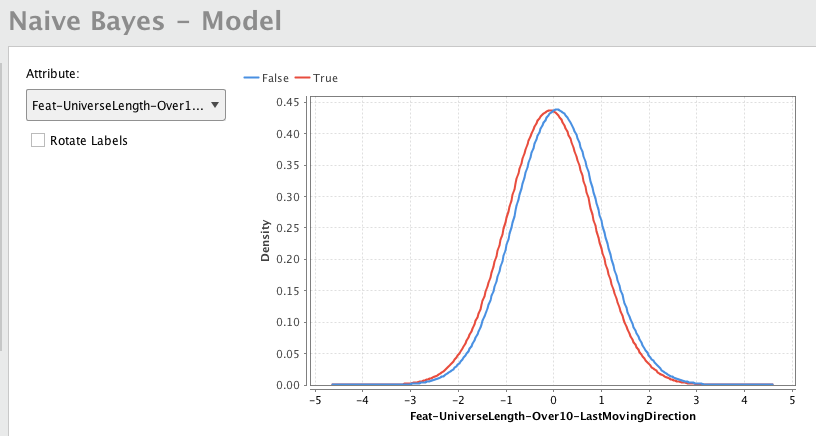 Naive Bayes - Model
Attribute:
Feat-UniverseLength-Over1...
Rotate Labels
False True
0.45
0.40
0.35
0.30
0.25
0.20
0.15
0.10
0.05
0.00
Density
-5 -4 -3 -2 -1 0 1 2 3 4 5
Feat-UniverseLength-Over10-LastMovingDirection